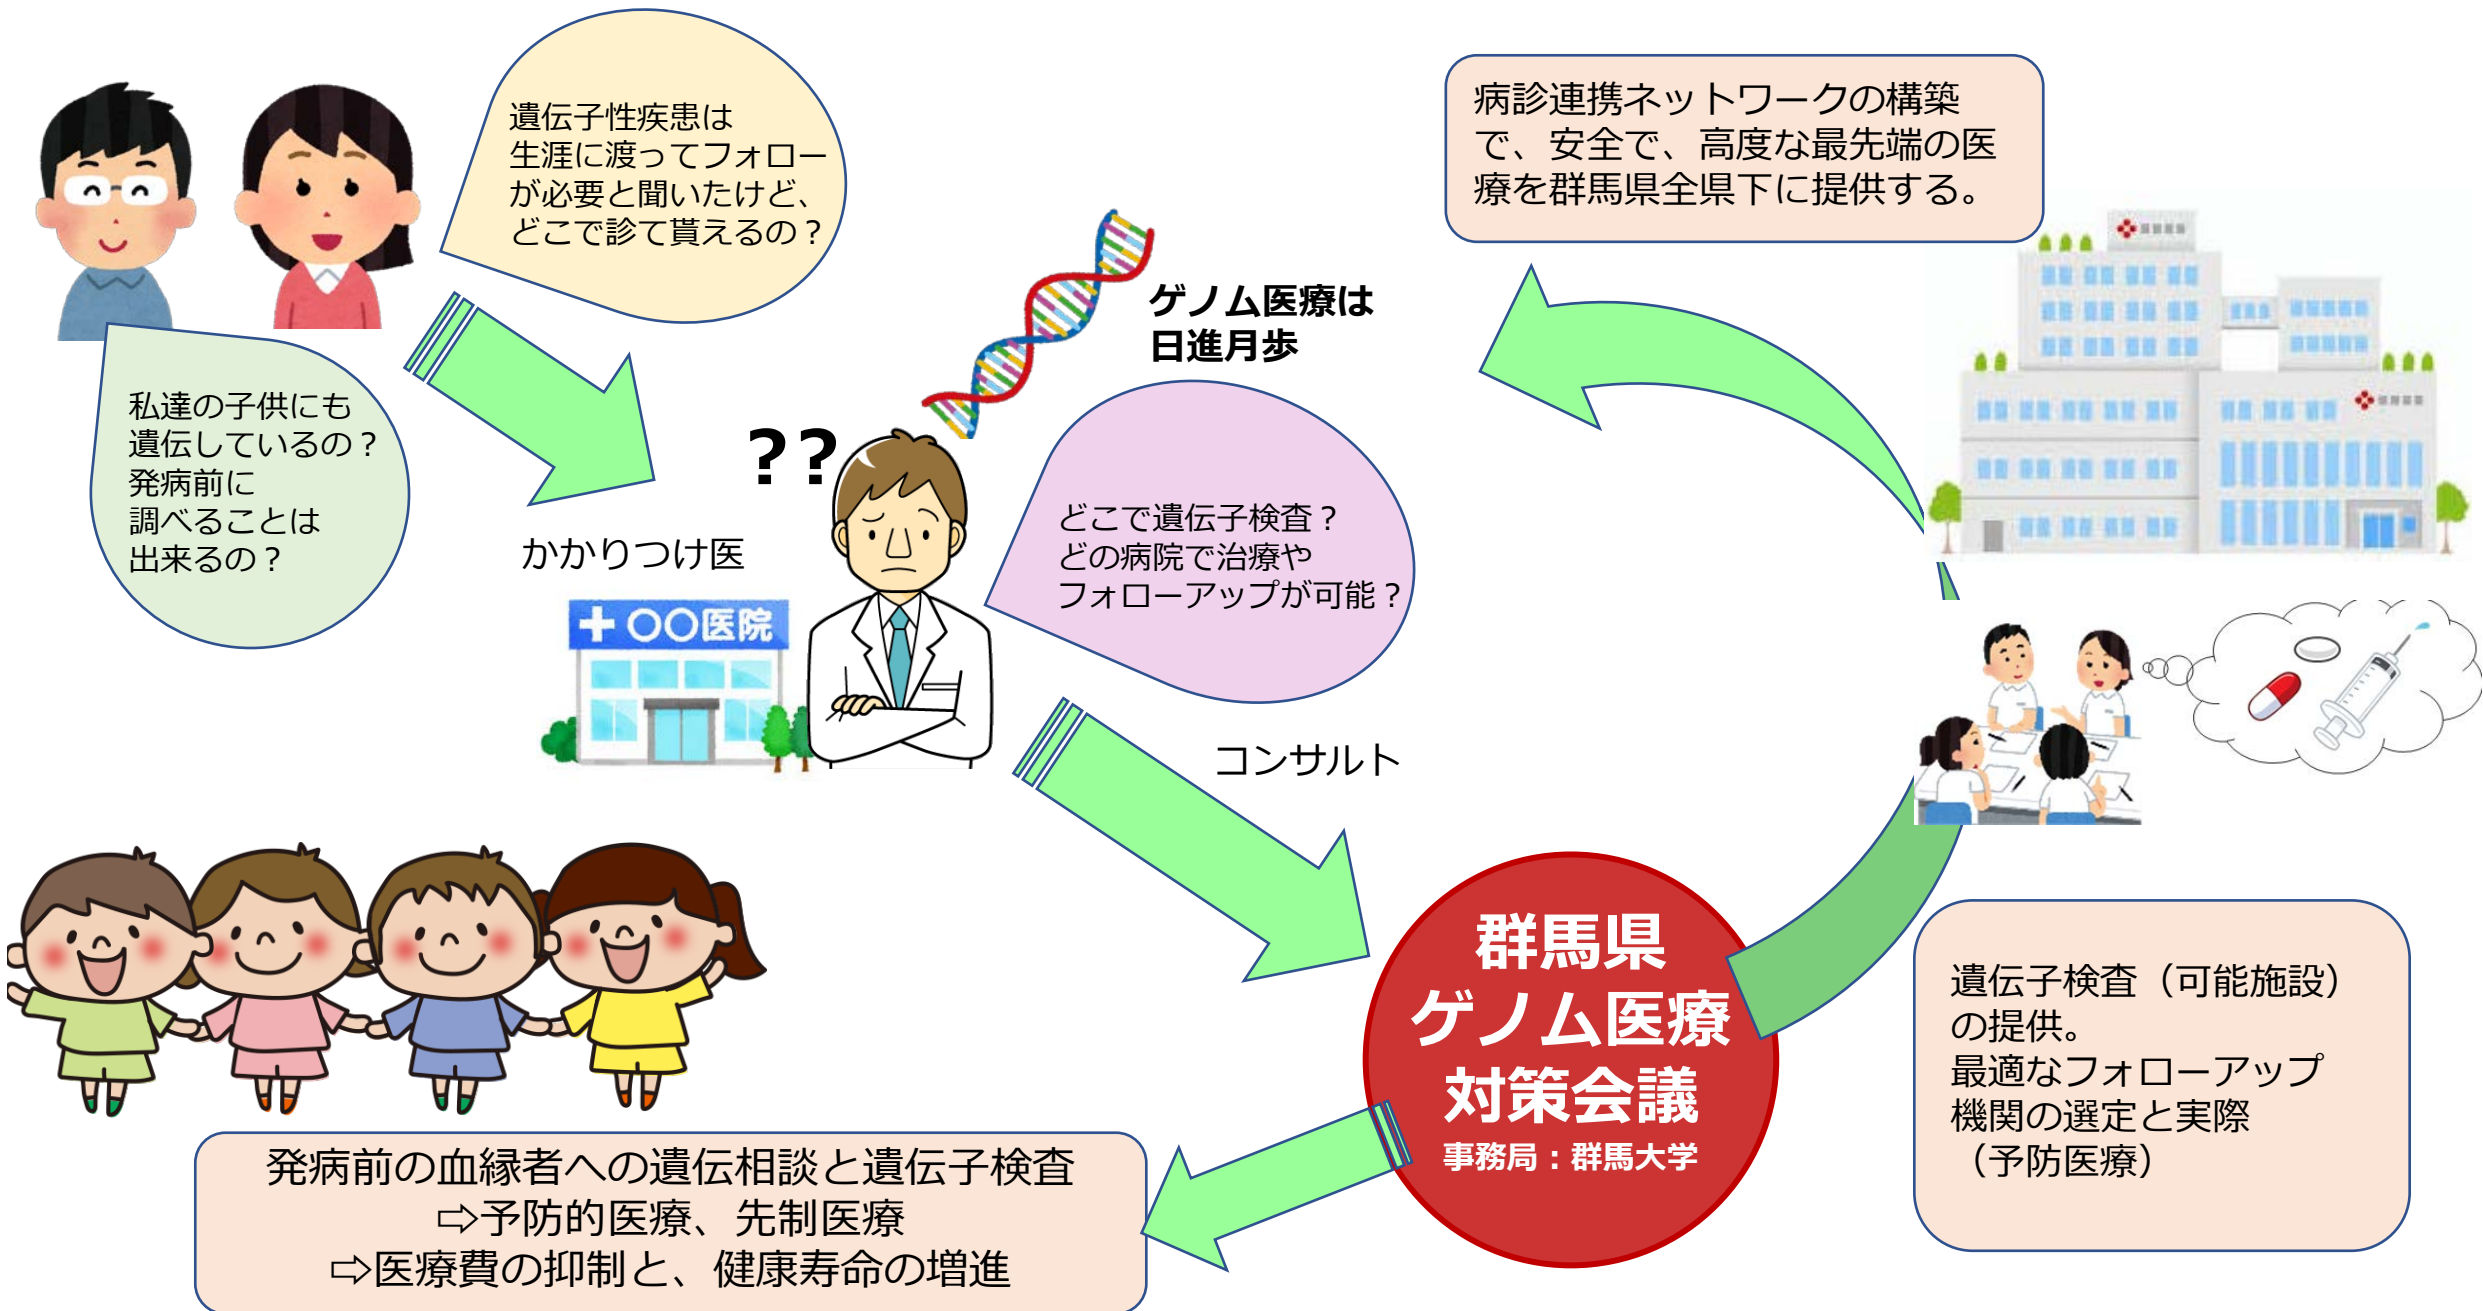 遺伝子性疾患は
生涯に渡ってフォロー
が必要と聞いたけど、
どこで診て貰えるの？
私達の子供にも
遺伝しているの？
発病前に
調べることは
出来るの？
病診連携ネットワークの構築
で、安全で、高度な最先端の医
療を群馬県全県下に提供する。
ゲノム医療は
日進月歩
??
かかりつけ医
〇〇医院
どこで遺伝子検査？
どの病院で治療や
フォローアップが可能？
コンサルト
群馬県
ゲノム医療
対策会議
事務局：群馬大学
遺伝子検査（可能施設）
の提供。
最適なフォローアップ
機関の選定と実際
（予防医療）
発病前の血縁者への遺伝相談と遺伝子検査
⇨予防的医療、先制医療
⇨医療費の抑制と、健康寿命の増進